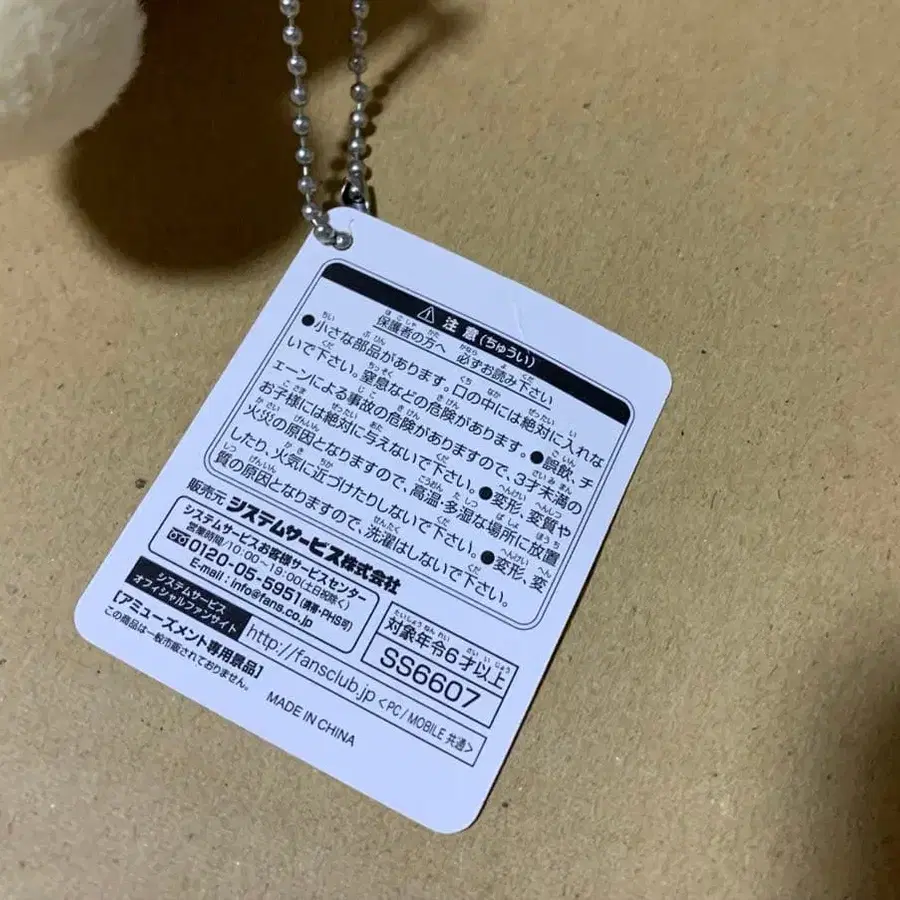 ⚠ 注意(ちゅうい)
保護者の方へ 必ずお読み下さい
●小さな部品があります。口の中には絶対に入れな
いで下さい。窒息などの危険があります。●誤飲、チ
ェーンによる事故の危険がありますので、3才未満の
お子様には絶対に与えないで下さい。●変形、変質や
火災の原因となりますので、高温・多湿な場所に放置
したり、火気に近づけたりしないで下さい。●変形、変
質の原因となりますので、洗濯はしないで下さい。
販売元 システムサービス株式会社
システムサービスお客様サービスセンター
0120-05-5951(携帯・PHS可)
営業時間/10:00〜19:00(土日祝除く)
E-mail:info@fans.co.jp
対象年令6才以上
SS6607
システムサービス
オフィシャルファンサイト
http://fansclub.jp <PC/MOBILE 共通>
[アミューズメント専用景品]
この商品は一般市販されておりません。
MADE IN CHINA